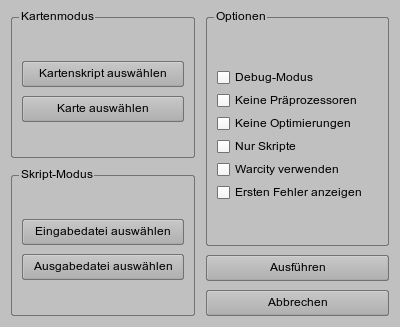 Kartenmodus
Kartenskript auswählen
Karte auswählen
Skript-Modus
Eingabedatei auswählen
Ausgabedatei auswählen
Optionen
Debug-Modus
Keine Präprozessoren
Keine Optimierungen
Nur Skripte
Warcity verwenden
Ersten Fehler anzeigen
Ausführen
Abbrechen